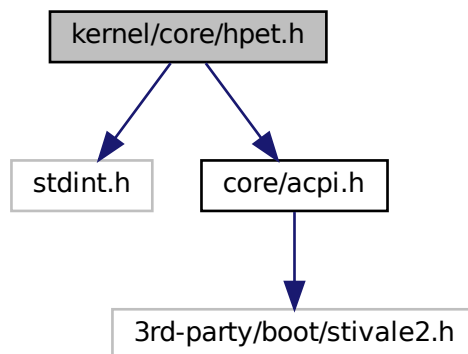 kernel/core/hpet.h
stdint.h
core/acpi.h
3rd-party/boot/stivale2.h